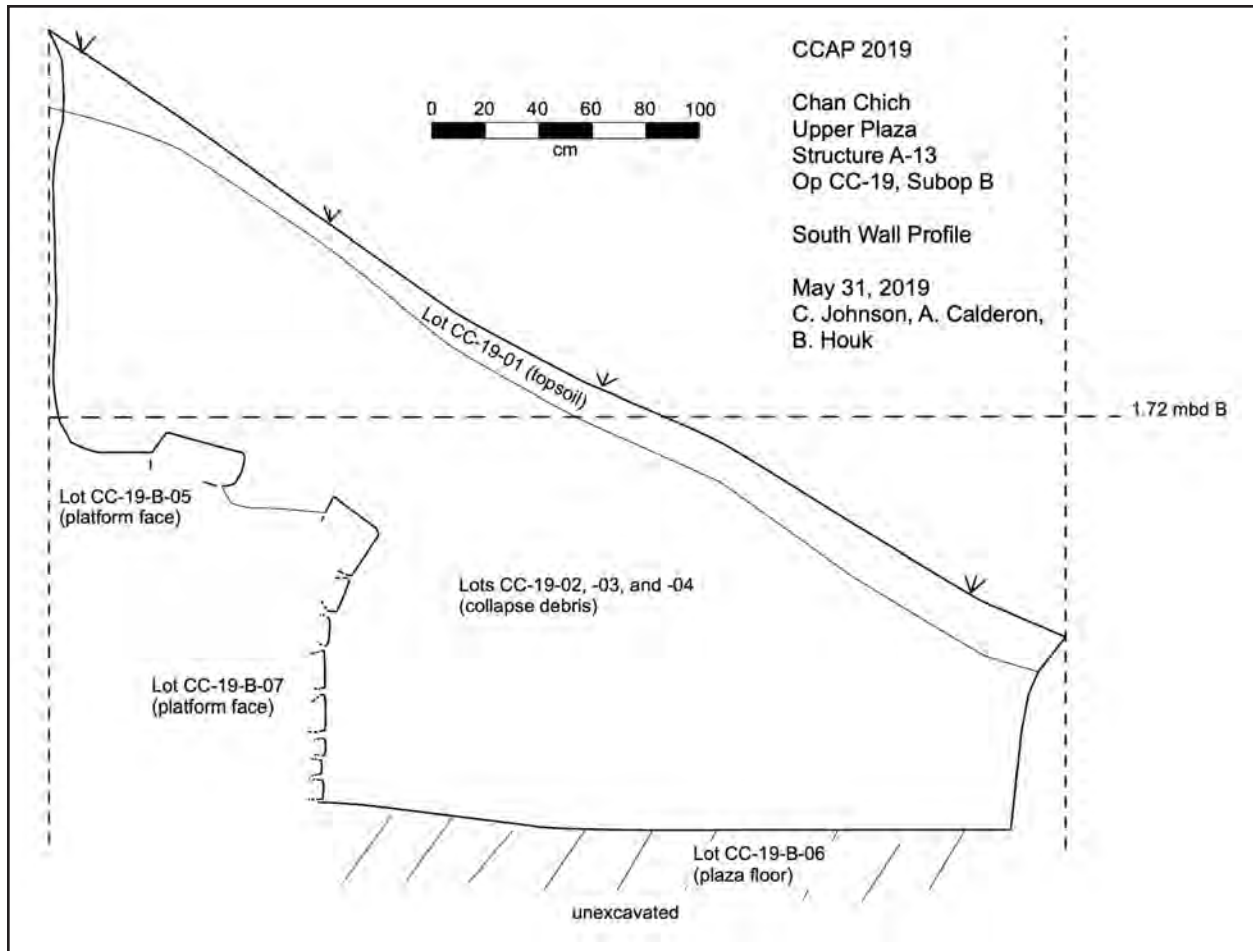 CCAP 2019
Chan Chich
Upper Plaza
Structure A-13
Op CC-19, Subop B
South Wall Profile
May 31, 2019
C. Johnson, A. Calderon,
B. Houk
0 20 40 60 80 100
cm
Lot CC-19-01 (topsoil)
1.72 mbd B
Lot CC-19-B-05
(platform face)
Lots CC-19-02, -03, and -04
(collapse debris)
Lot CC-19-B-07
(platform face)
Lot CC-19-B-06
(plaza floor)
unexcavated